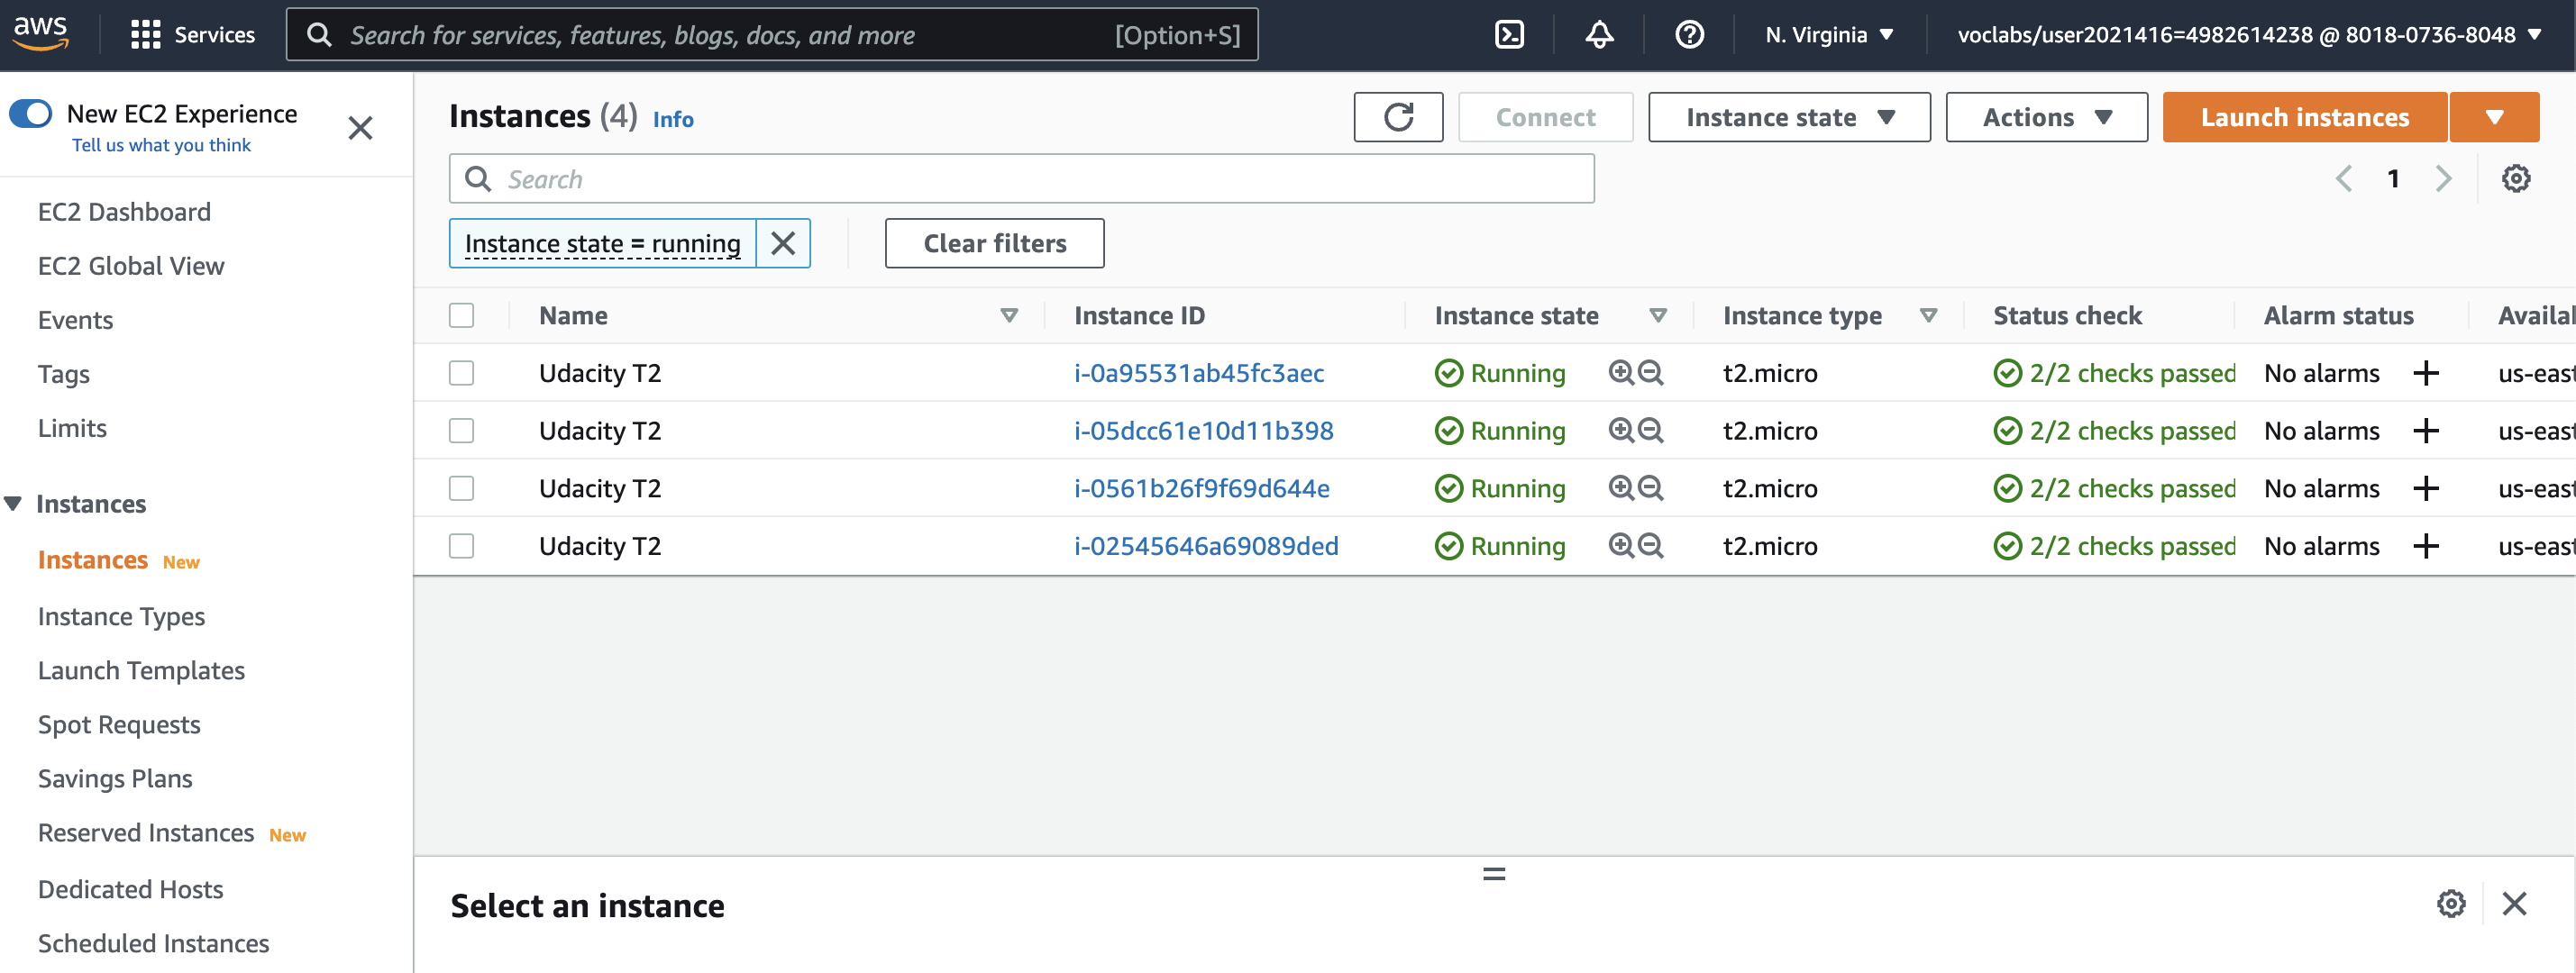 aws Services Search for services, features, blogs, docs, and more [Option+S] N. Virginia voclabs/user2021416=4982614238 @ 8018-0736-8048
New EC2 Experience
Tell us what you think
EC2 Dashboard
EC2 Global View
Events
Tags
Limits
Instances
Instances New
Instance Types
Launch Templates
Spot Requests
Savings Plans
Reserved Instances New
Dedicated Hosts
Scheduled Instances
Instances (4) Info Connect Instance state Actions Launch instances
Search 1
Instance state = running Clear filters
Name Instance ID Instance state Instance type Status check Alarm status Availal
Udacity T2 i-0a95531ab45fc3aec Running t2.micro 2/2 checks passed No alarms us-east
Udacity T2 i-05dcc61e10d11b398 Running t2.micro 2/2 checks passed No alarms us-east
Udacity T2 i-0561b26f9f69d644e Running t2.micro 2/2 checks passed No alarms us-east
Udacity T2 i-02545646a69089ded Running t2.micro 2/2 checks passed No alarms us-east
Select an instance